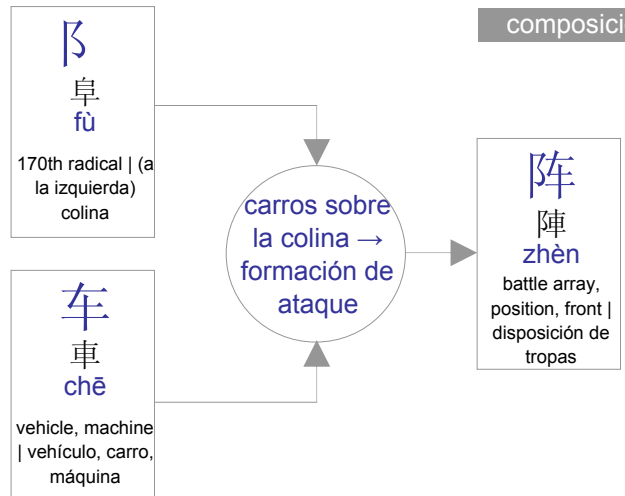 composici
阝
阜
fù
170th radical | (a
la izquierda)
colina
车
車
chē
vehicle, machine
| vehículo, carro,
máquina
carros sobre
la colina →
formación de
ataque
阵
陣
zhèn
battle array,
position, front |
disposición de
tropas